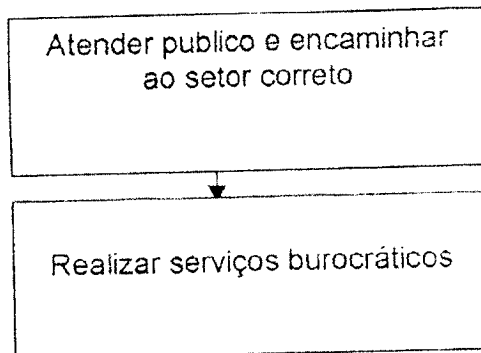 Atender publico e encaminhar
ao setor correto
Realizar serviços burocráticos